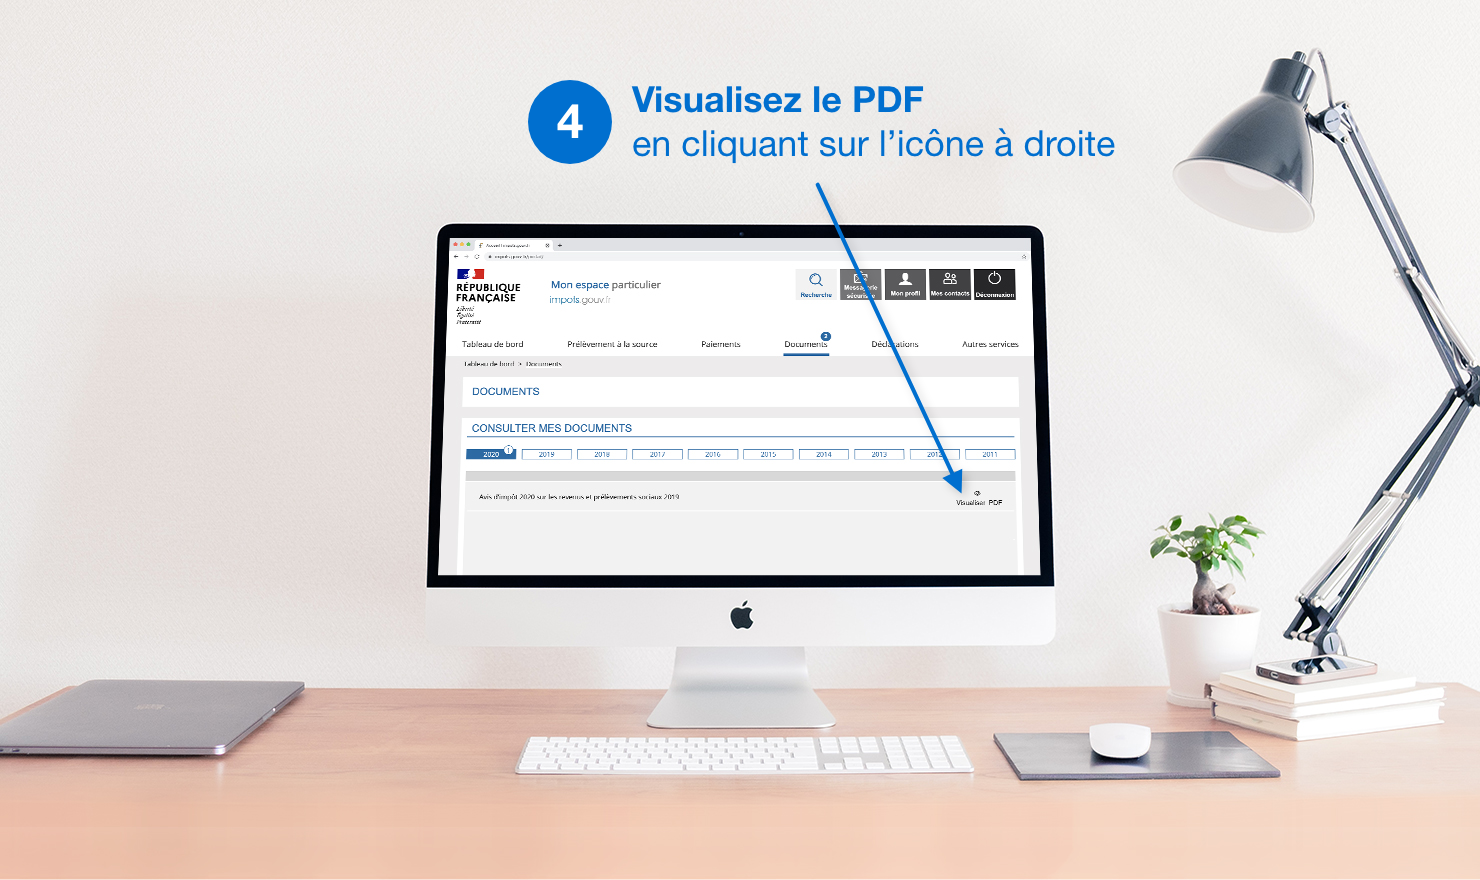 4
Visualisez le PDF
en cliquant sur l'icône à droite
RÉPUBLIQUE
FRANÇAISE
Liberté
Égalité
Fraternité
Mon espace particulier
impots.gouv.fr
Recherche
Messagerie
sécurisée
Mon profil
Mes contacts
Déconnexion
Tableau de bord
Prélèvement à la source
Paiements
Documents
Déclarations
Autres services
Tableau de bord > Documents
DOCUMENTS
CONSULTER MES DOCUMENTS
2020 2019 2018 2017 2016 2015 2014 2013 2012 2011
Avis d'impôt 2020 sur les revenus et prélèvements sociaux 2019
Visualiser PDF